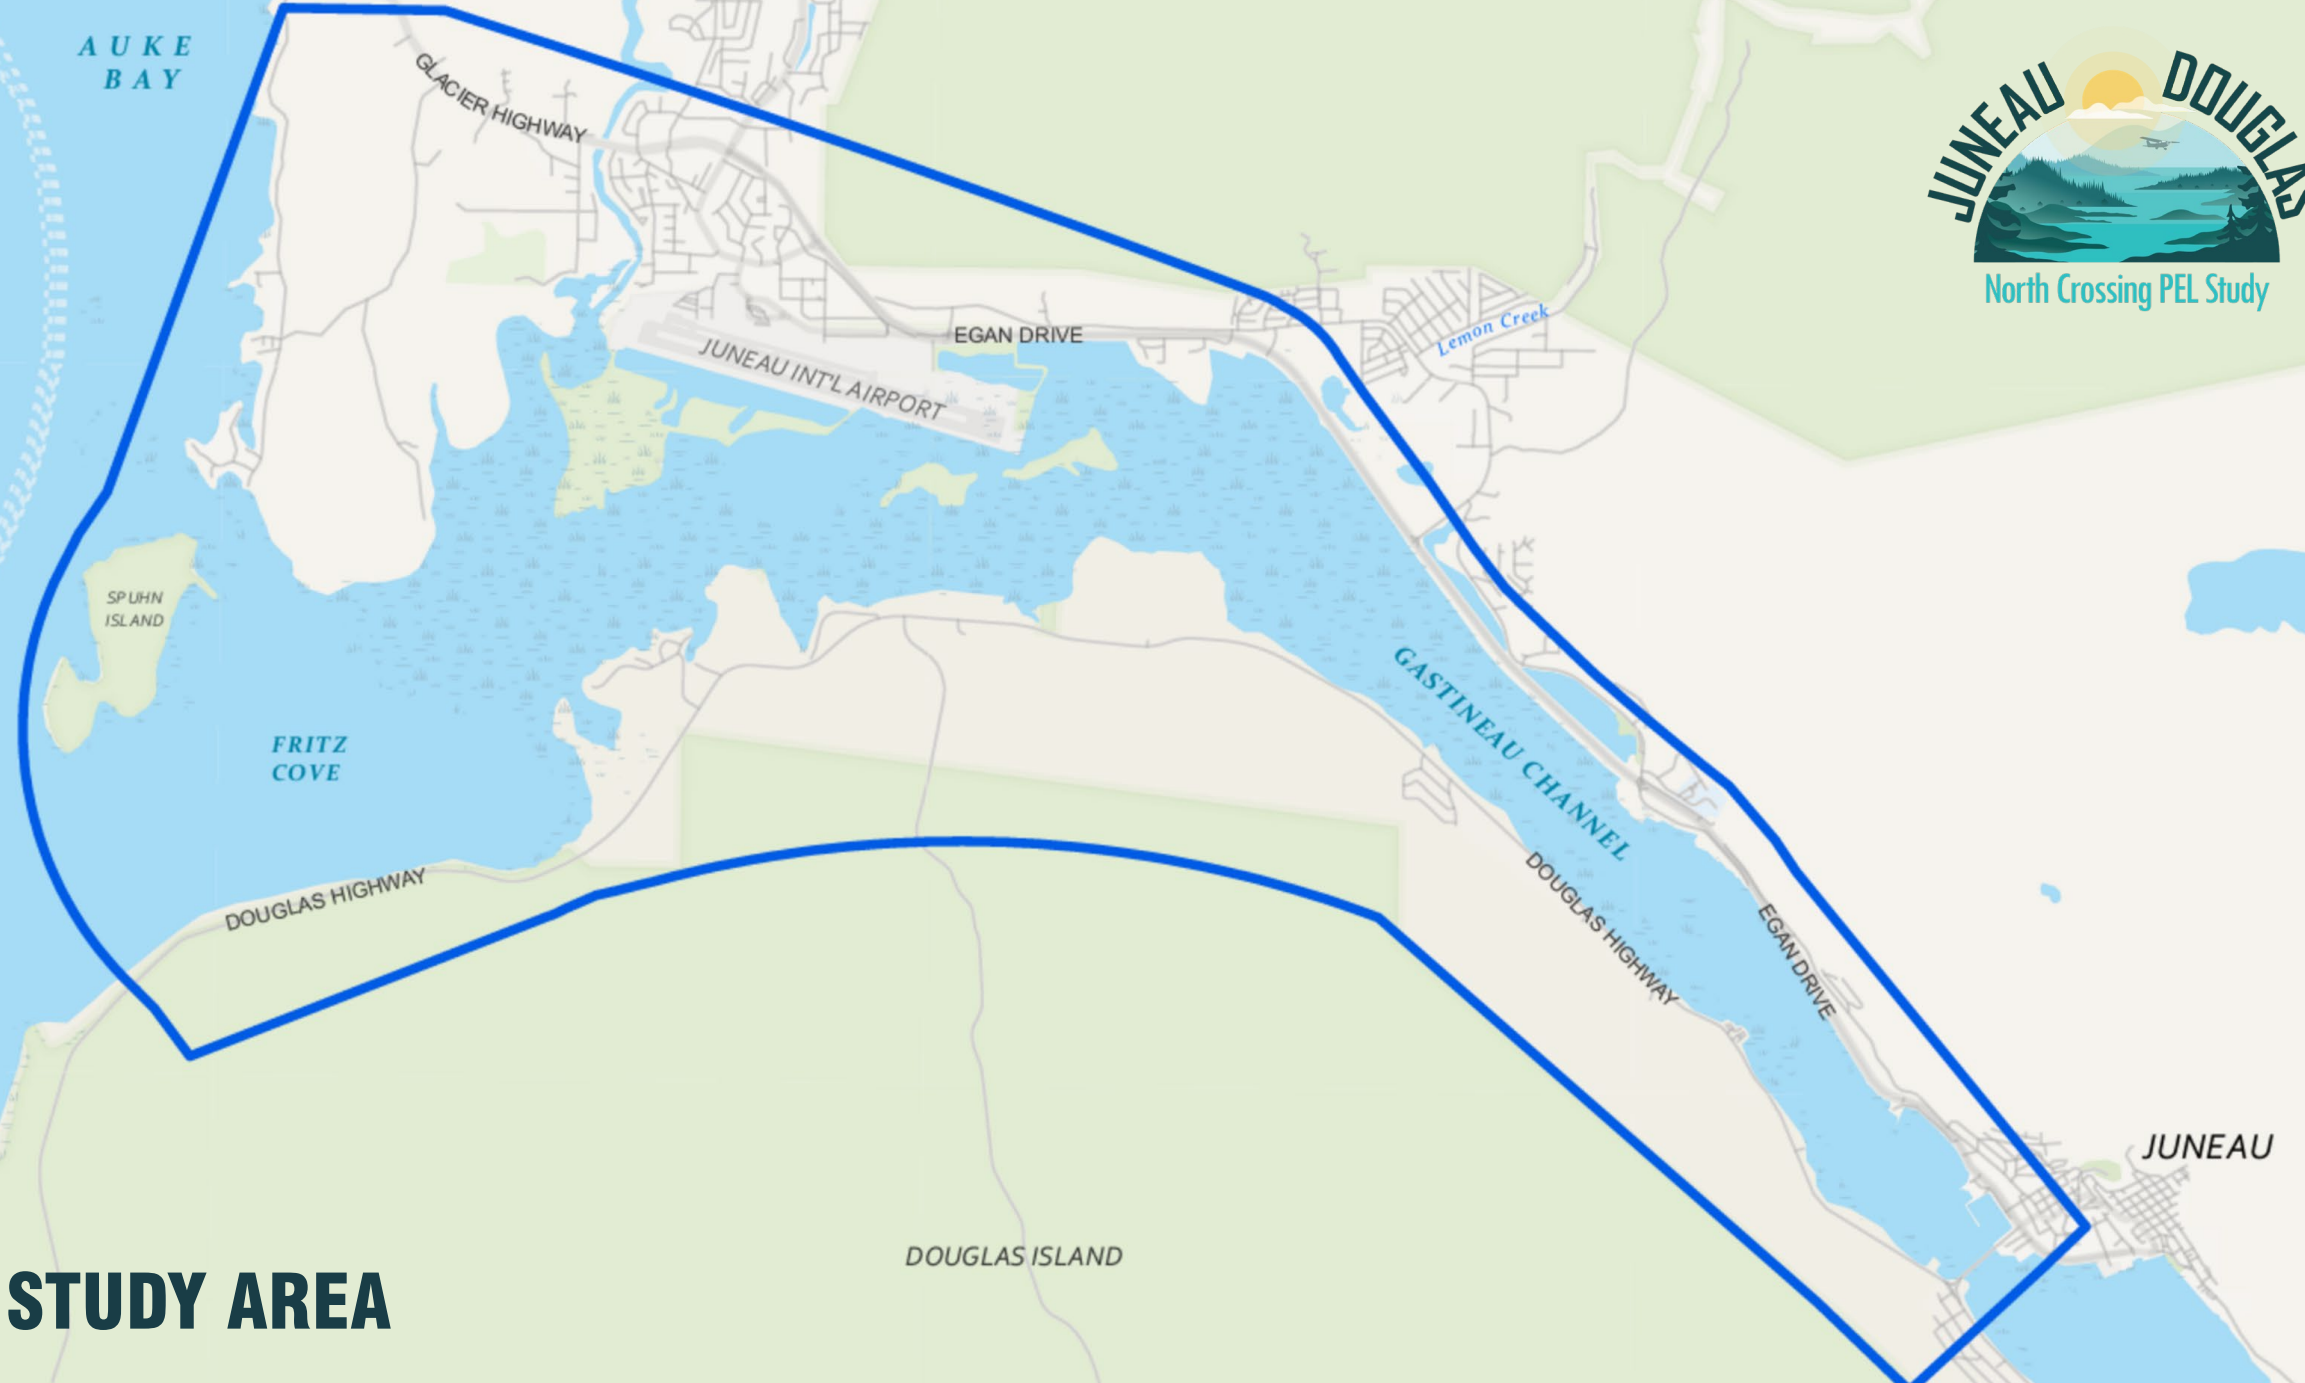 AUKE
BAY
GLACIER HIGHWAY
JUNEAU DOUGLAS
North Crossing PEL Study
Lemon Creek
EGAN DRIVE
JUNEAU INT'L AIRPORT
SPUHN
ISLAND
FRITZ
COVE
GASTINEAU CHANNEL
DOUGLAS HIGHWAY
DOUGLAS HIGHWAY
EGAN DRIVE
JUNEAU
DOUGLAS ISLAND
STUDY AREA